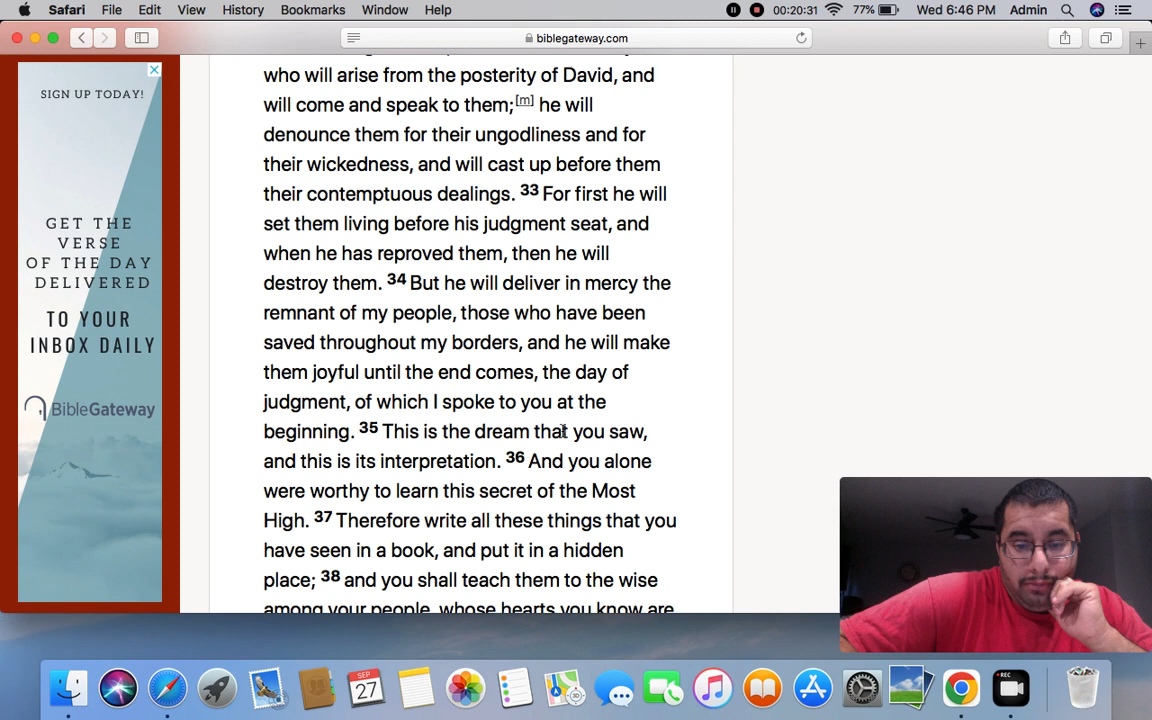 Safari File Edit View History Bookmarks Window Help 00:20:31 77% Wed 6:46 PM Admin
biblegateway.com
SIGN UP TODAY!
GET THE
VERSE
OF THE DAY
DELIVERED
TO YOUR
INBOX DAILY
BibleGateway
who will arise from the posterity of David, and
will come and speak to them;[m] he will
denounce them for their ungodliness and for
their wickedness, and will cast up before them
their contemptuous dealings. 33 For first he will
set them living before his judgment seat, and
when he has reproved them, then he will
destroy them. 34 But he will deliver in mercy the
remnant of my people, those who have been
saved throughout my borders, and he will make
them joyful until the end comes, the day of
judgment, of which I spoke to you at the
beginning. 35 This is the dream that you saw,
and this is its interpretation. 36 And you alone
were worthy to learn this secret of the Most
High. 37 Therefore write all these things that you
have seen in a book, and put it in a hidden
place; 38 and you shall teach them to the wise
among your people, whose hearts you know are
SEP
27
REC